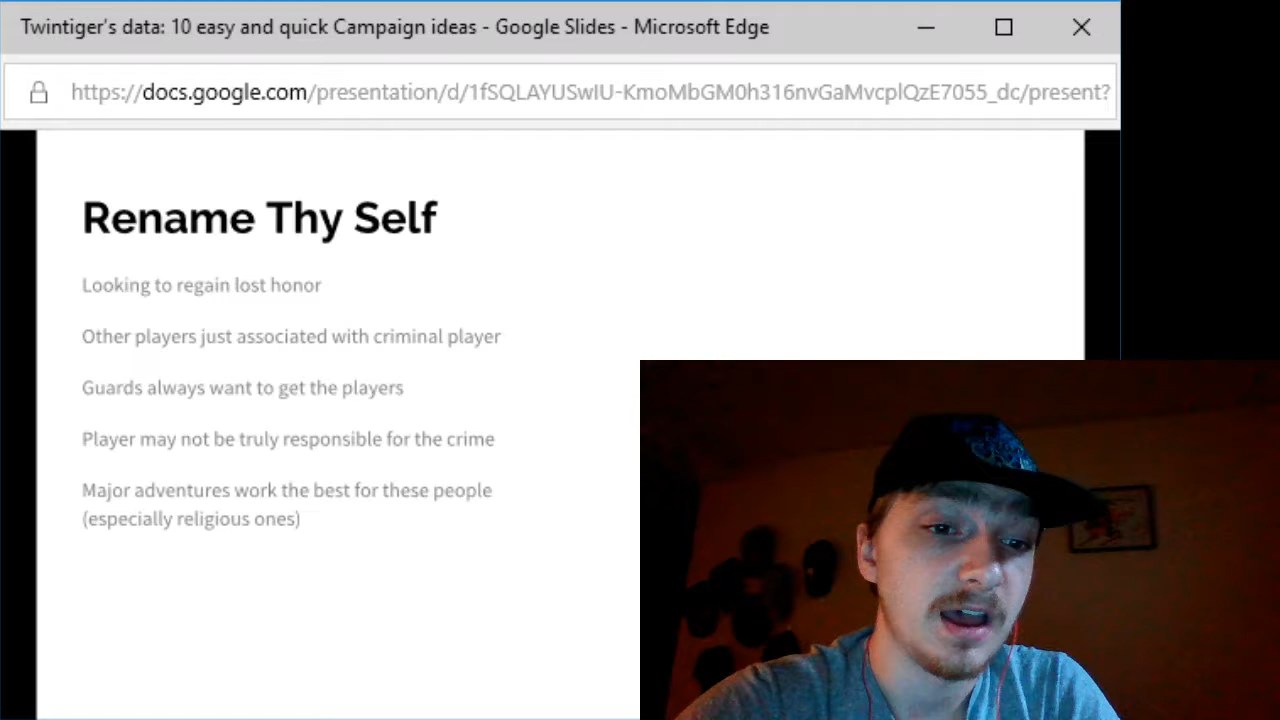 Twintiger's data: 10 easy and quick Campaign ideas - Google Slides - Microsoft Edge
https://docs.google.com/presentation/d/1fSQLAYUSwIU-KmoMbGM0h316nvGaMvcplQzE7055_dc/present?
Rename Thy Self
Looking to regain lost honor
Other players just associated with criminal player
Guards always want to get the players
Player may not be truly responsible for the crime
Major adventures work the best for these people
(especially religious ones)